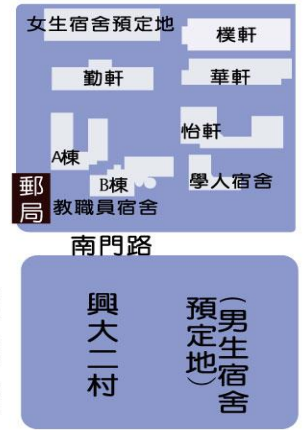 女生宿舍預定地
樸軒
勤軒
華軒
怡軒
A棟
B棟
學人宿舍
郵局
教職員宿舍
南門路
興大二村
(男生宿舍
預定地)